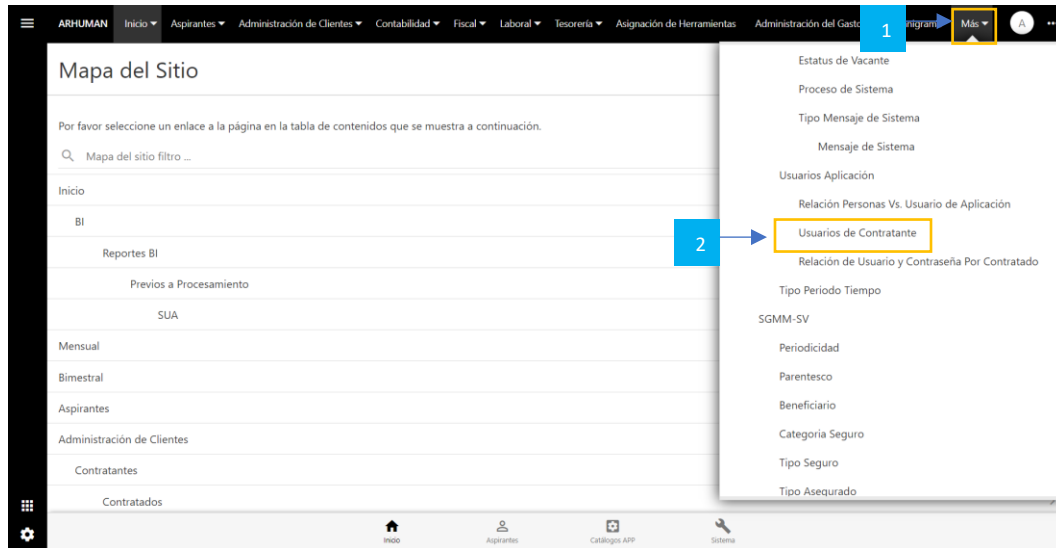 ARHUMAN Inicio Aspirantes Administración de Clientes Contabilidad Fiscal Laboral Tesorería Asignación de Herramientas Administración del Gasto Más A
1
Mapa del Sitio
Por favor seleccione un enlace a la página en la tabla de contenidos que se muestra a continuación.
Mapa del sitio filtro ...
Inicio
BI
Reportes BI
Previos a Procesamiento
SUA
Mensual
Bimestral
Aspirantes
Administración de Clientes
Contratantes
Contratados
Estatus de Vacante
Proceso de Sistema
Tipo Mensaje de Sistema
Mensaje de Sistema
Usuarios Aplicación
Relación Personas Vs. Usuario de Aplicación
2
Usuarios de Contratante
Relación de Usuario y Contraseña Por Contratado
Tipo Periodo Tiempo
SGMM-SV
Periodicidad
Parentesco
Beneficiario
Categoria Seguro
Tipo Seguro
Tipo Asegurado
Inicio Aspirantes Catálogos APP Sistema